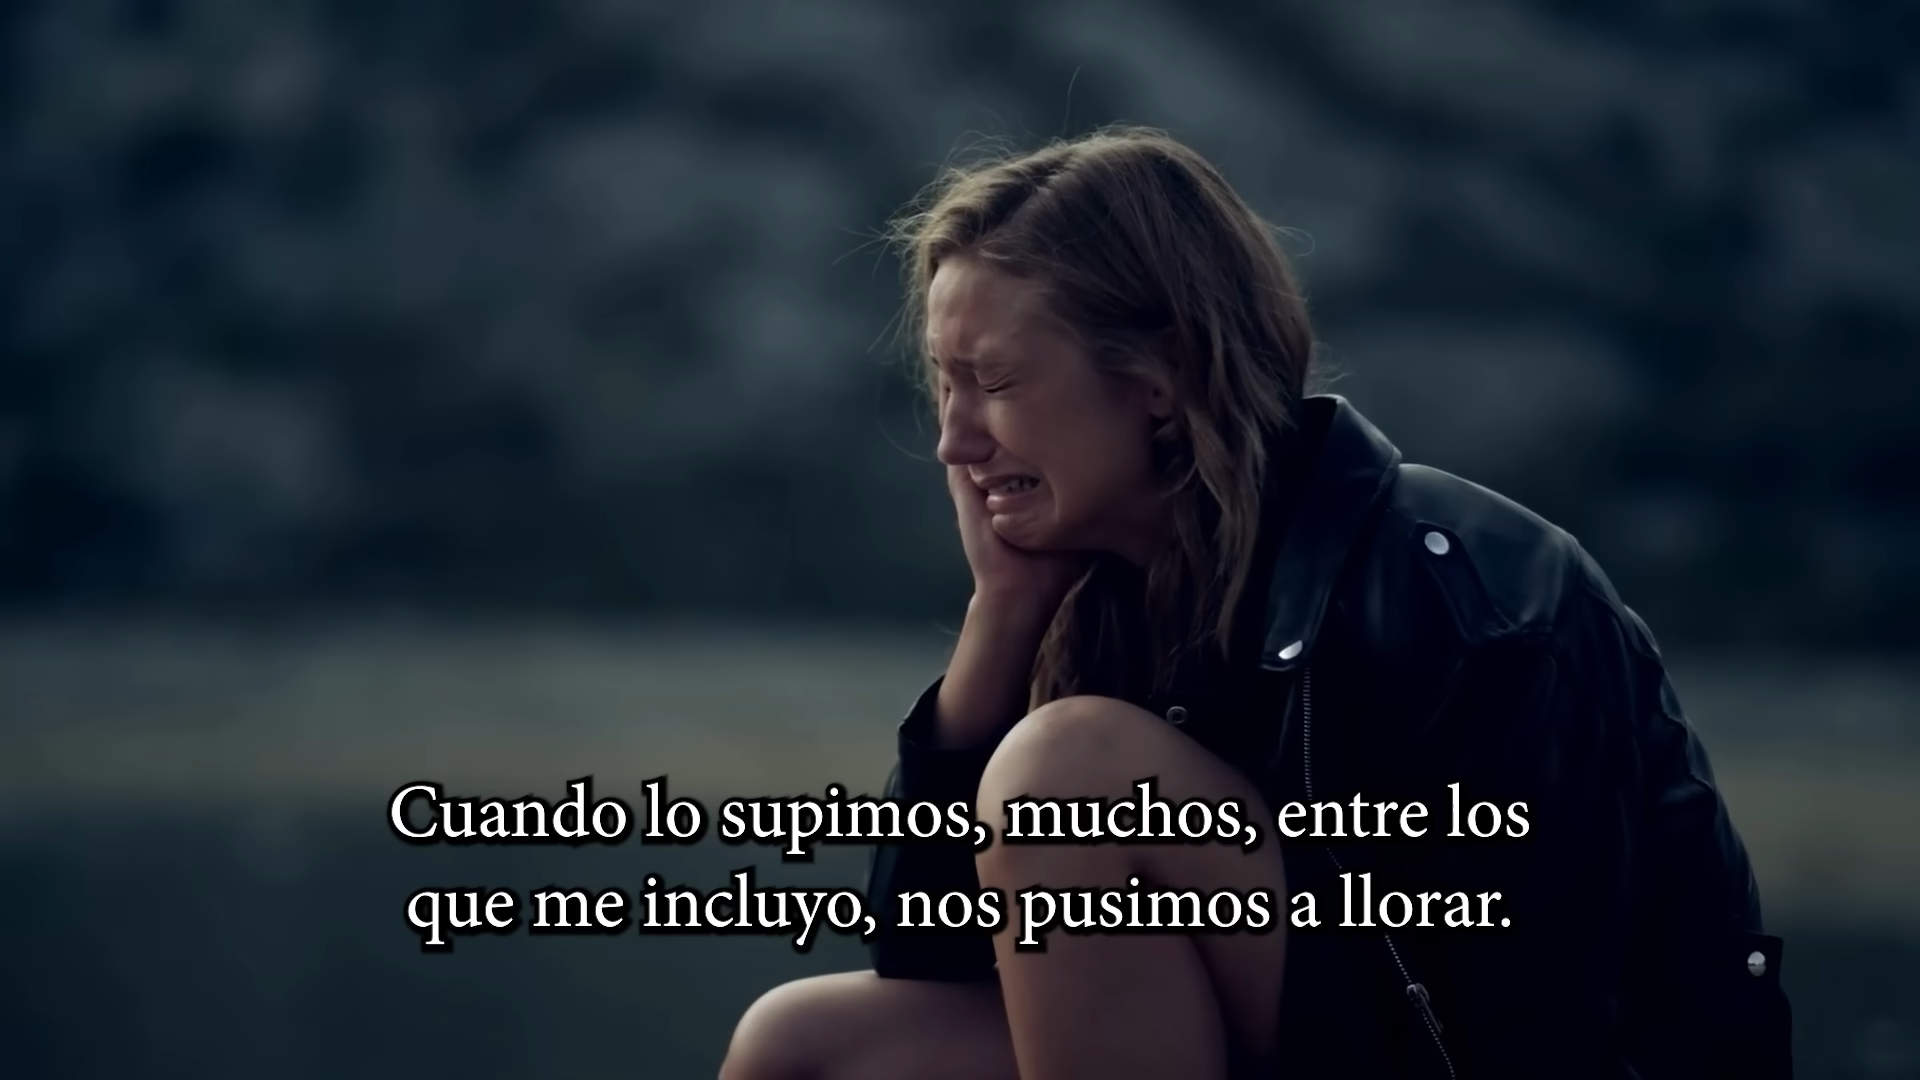 Cuando lo supimos, muchos, entre los
que me incluyo, nos pusimos a llorar.